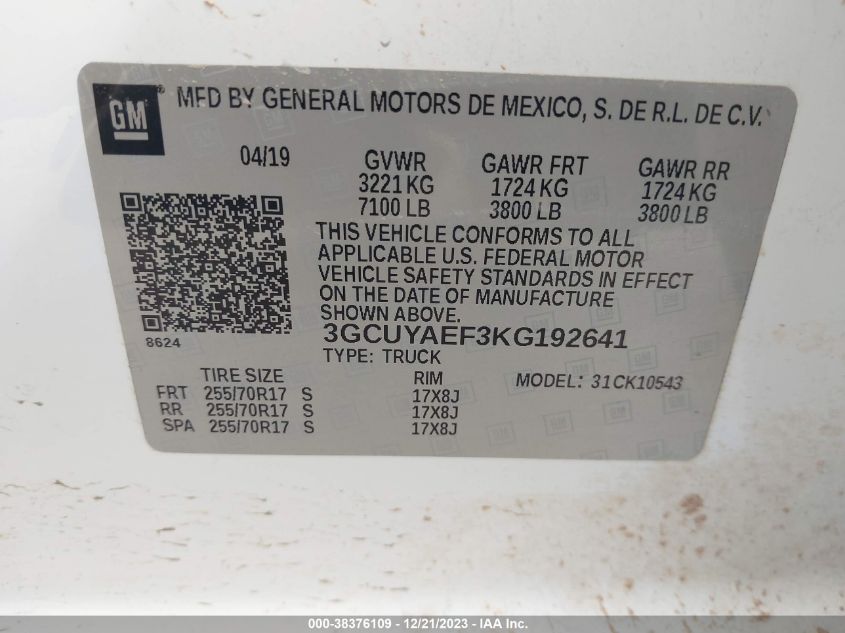 GM ®
MFD BY GENERAL MOTORS DE MEXICO, S. DE R.L. DE C.V.
04/19 GVWR GAWR FRT GAWR RR
3221 KG 1724 KG 1724 KG
7100 LB 3800 LB 3800 LB
THIS VEHICLE CONFORMS TO ALL
APPLICABLE U.S. FEDERAL MOTOR
VEHICLE SAFETY STANDARDS IN EFFECT
ON THE DATE OF MANUFACTURE
SHOWN ABOVE.
8624
3GCUYAEF3KG192641
TYPE: TRUCK
TIRE SIZE RIM MODEL: 31CK10543
FRT 255/70R17 S 17X8J
RR 255/70R17 S 17X8J
SPA 255/70R17 S 17X8J
000-38376109 - 12/21/2023 - IAA Inc.